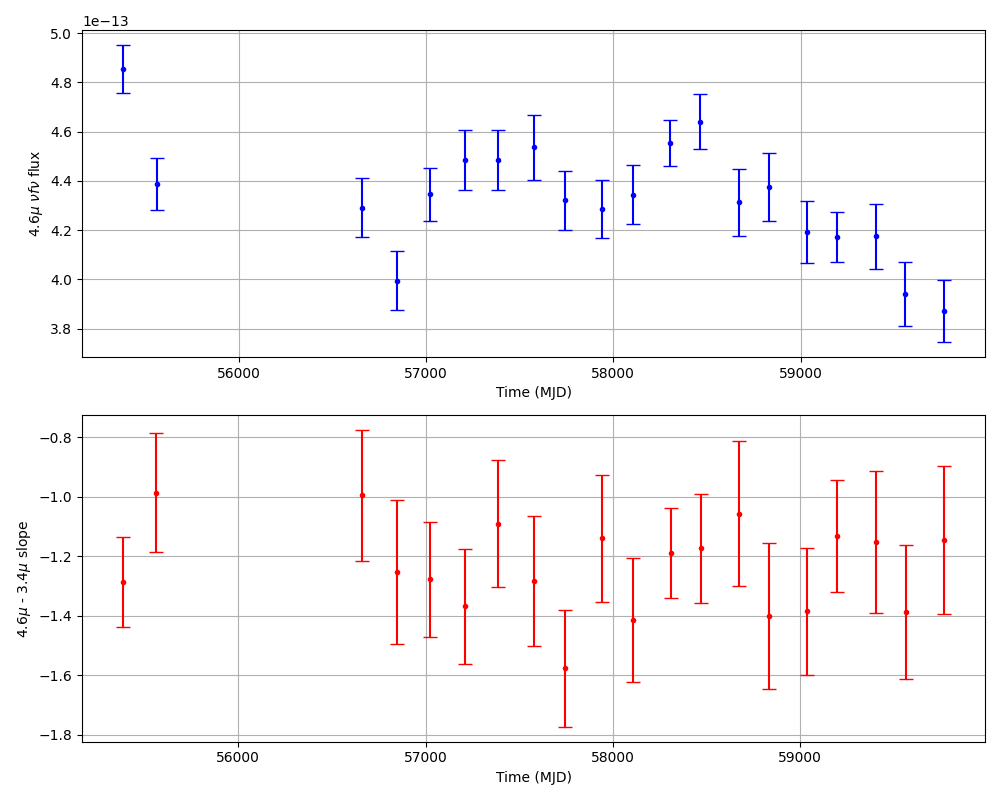 1e−13
5.0
4.8
4.6
4.4
4.2
4.0
3.8
4.6μ νfν flux
56000 57000 58000 59000
Time (MJD)
−0.8
−1.0
−1.2
−1.4
−1.6
−1.8
4.6μ - 3.4μ slope
56000 57000 58000 59000
Time (MJD)